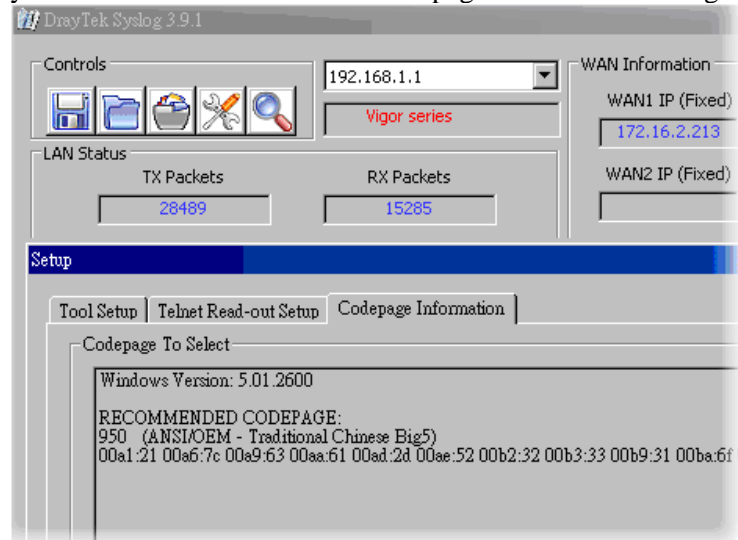 DrayTek Syslog 3.9.1
Controls
192.168.1.1
Vigor series
WAN Information
WAN1 IP (Fixed)
172.16.2.213
WAN2 IP (Fixed)
LAN Status
TX Packets
RX Packets
28489
15285
Setup
Tool Setup
Telnet Read-out Setup
Codepage Information
Codepage To Select
Windows Version: 5.01.2600
RECOMMENDED CODEPAGE:
950 (ANSI/OEM - Traditional Chinese Big5)
00a1:21 00a6:7c 00a9:63 00aa:61 00ad:2d 00ae:52 00b2:32 00b3:33 00b9:31 00ba:6f